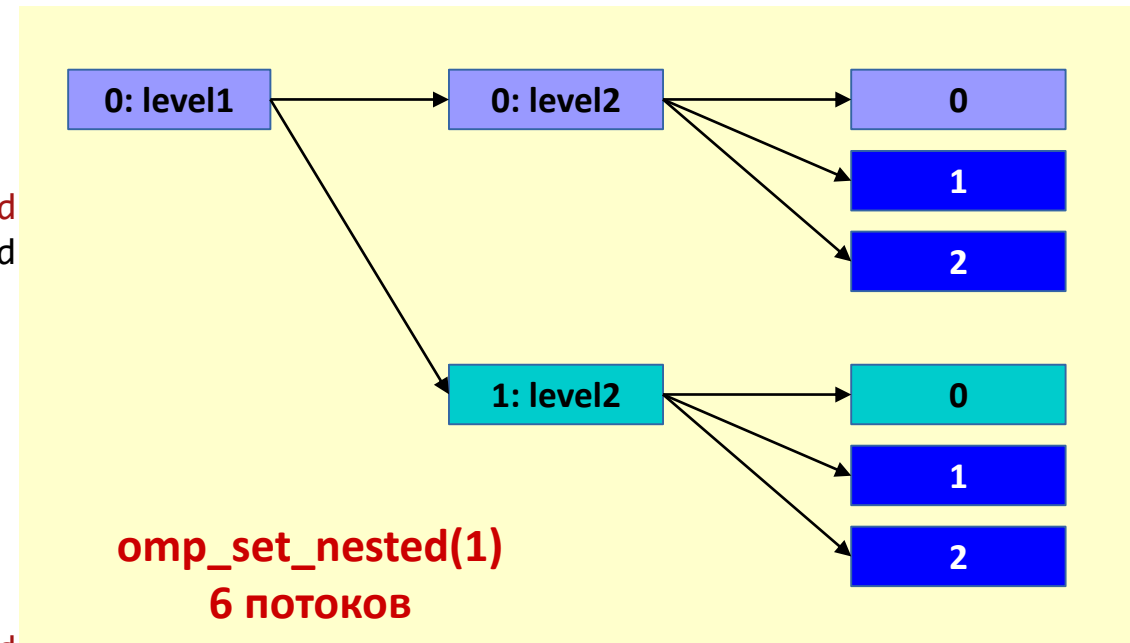 0: level1
0: level2
0
1
2
d
d
1: level2
0
1
2
omp_set_nested(1)
6 потоков
d